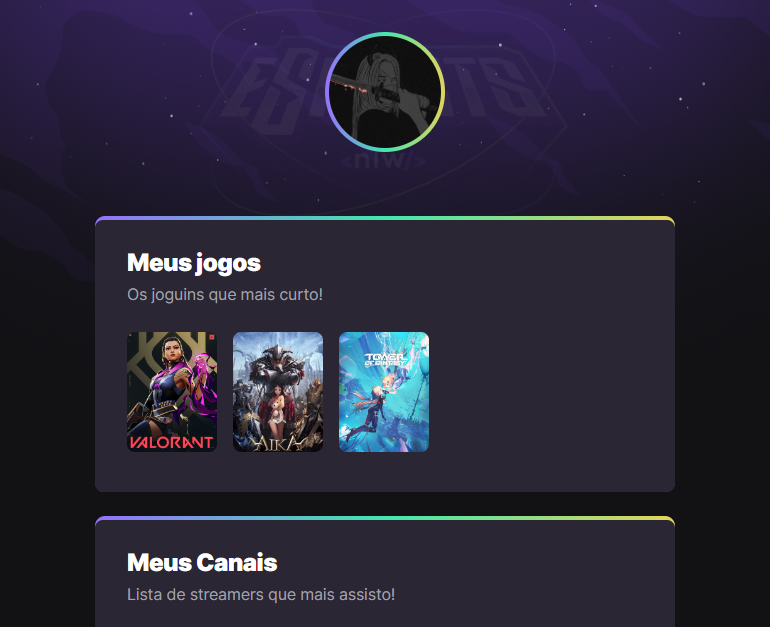 ESPORTS
<nlw/>
Meus jogos
Os joguins que mais curto!
VALORANT
AIKA
TOWER
OF FANTASY
Meus Canais
Lista de streamers que mais assisto!